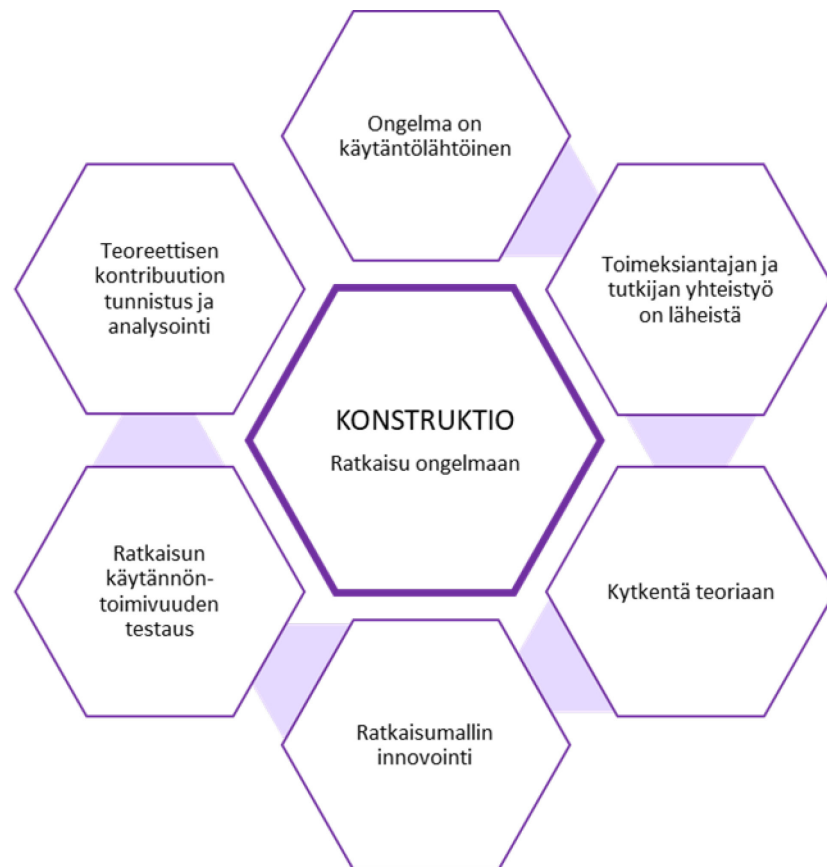 Ongelma on
käytäntölähtöinen
Toimeksiantajan ja
tutkijan yhteistyö
on läheistä
Kytkentä teoriaan
Ratkaisumallin
innovointi
Ratkaisun
käytännön-
toimivuuden
testaus
Teoreettisen
kontribuution
tunnistus ja
analysointi
KONSTRUKTIO
Ratkaisu ongelmaan